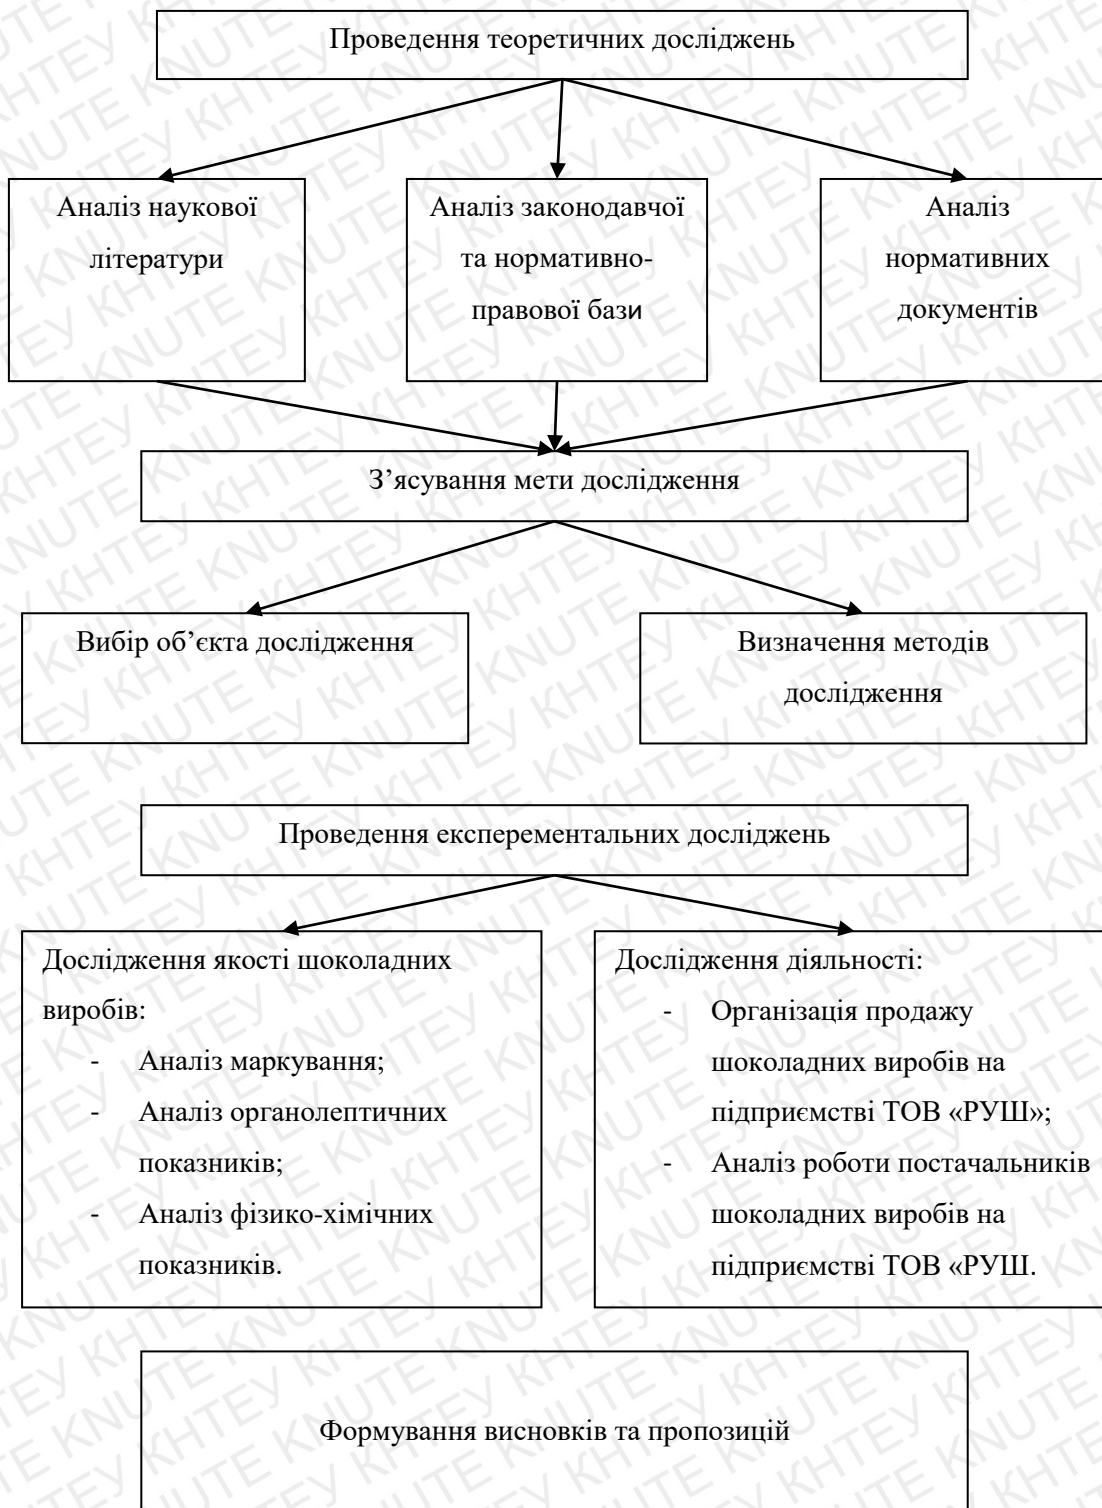 Проведення теоретичних досліджень
Аналіз наукової
літератури
Аналіз законодавчої
та нормативно-
правової бази
Аналіз
нормативних
документів
З’ясування мети дослідження
Вибір об’єкта дослідження
Визначення методів
дослідження
Проведення експерементальних досліджень
Дослідження якості шоколадних
виробів:
- Аналіз маркування;
- Аналіз органолептичних
показників;
- Аналіз фізико-хімічних
показників.
Дослідження діяльності:
- Організація продажу
шоколадних виробів на
підприємстві ТОВ «РУШ»;
- Аналіз роботи постачальників
шоколадних виробів на
підприємстві ТОВ «РУШ.
Формування висновків та пропозицій